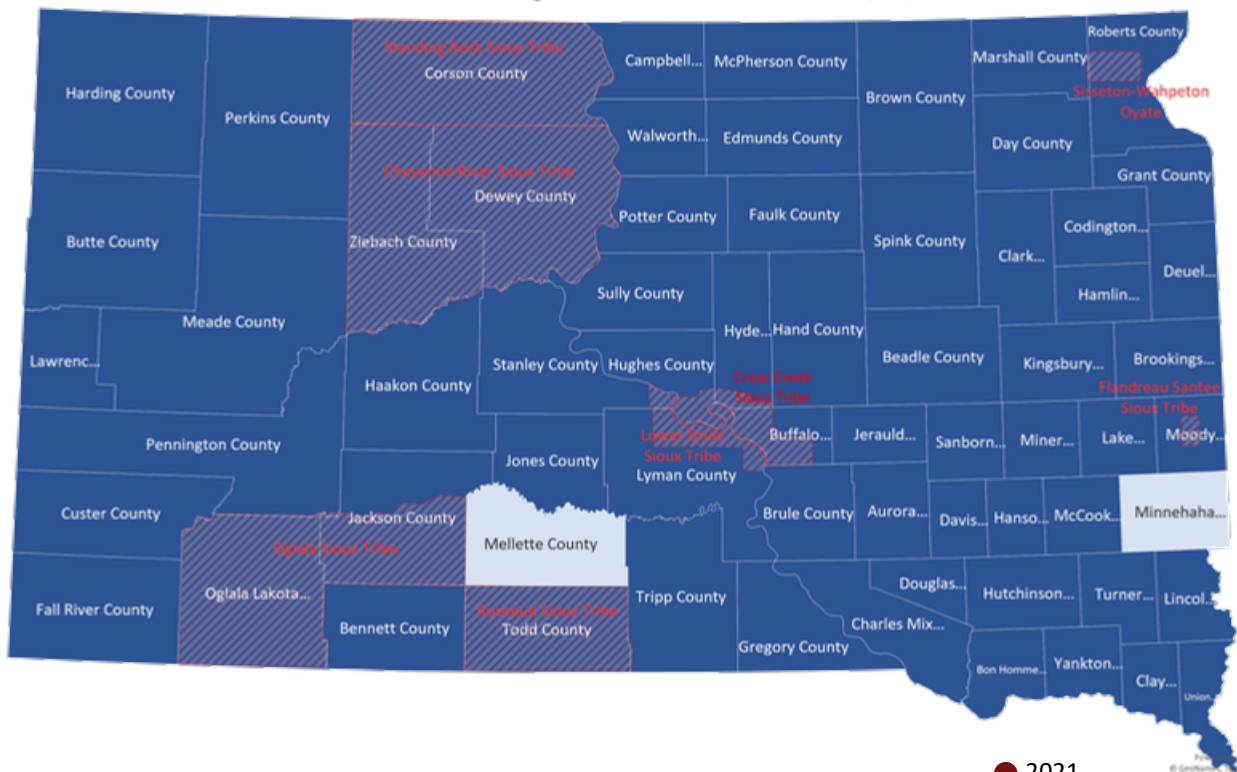 Roberts County
Standing Rock Sioux Tribe
Corson County
Campbell...
McPherson County
Marshall County
Harding County
Perkins County
Brown County
Sisseton-Wahpeton
Oyate
Walworth...
Edmunds County
Day County
Cheyenne River Sioux Tribe
Dewey County
Grant County
Potter County
Faulk County
Codington...
Butte County
Ziebach County
Spink County
Clark...
Deuel...
Sully County
Hamlin...
Meade County
Hyde...
Hand County
Lawrenc...
Stanley County
Hughes County
Beadle County
Kingsbury...
Brookings...
Haakon County
Crow Creek
Sioux Tribe
Flandreau Santee
Sioux Tribe
Pennington County
Lower Brule
Sioux Tribe
Buffalo...
Jerauld...
Sanborn...
Miner...
Lake...
Moody...
Jones County
Lyman County
Custer County
Jackson County
Brule County
Aurora...
Davis...
Hanso...
McCook...
Minnehaha...
Oglala Sioux Tribe
Mellette County
Oglala Lakota...
Fall River County
Rosebud Sioux Tribe
Todd County
Bennett County
Tripp County
Douglas...
Hutchinson...
Turner...
Lincol...
Charles Mix...
Gregory County
Bon Homme...
Yankton...
Clay...
Union...
2021
© GeoNames